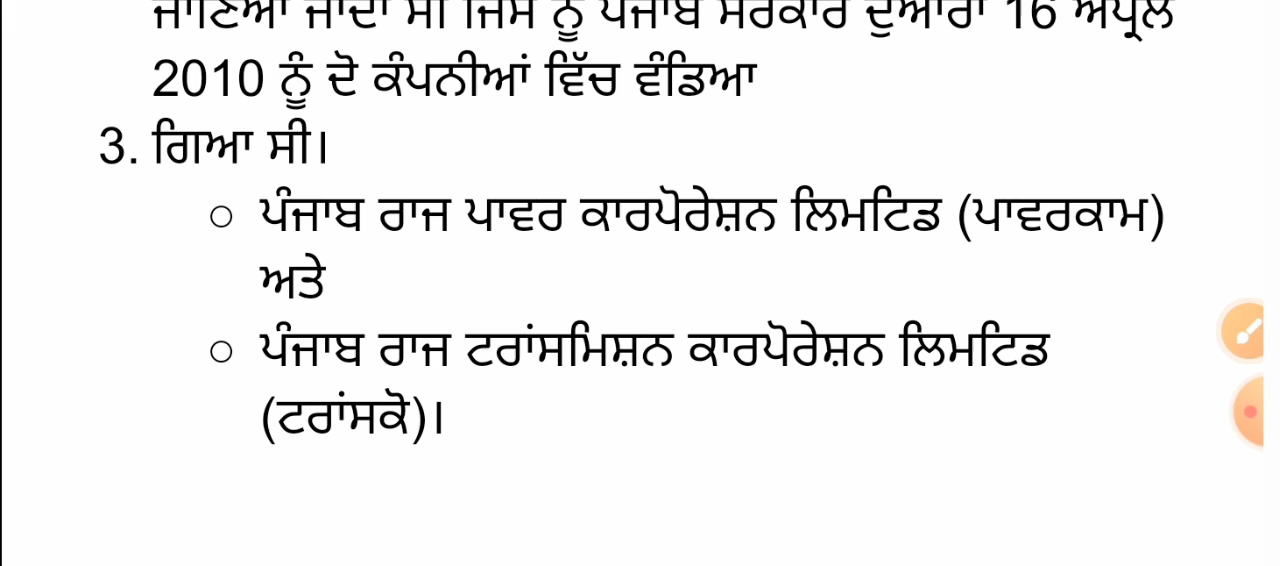 ਜਾਣਿਆ ਜਾਂਦਾ ਸੀ ਜਿਸ ਨੂੰ ਪੰਜਾਬ ਸਰਕਾਰ ਦੁਆਰਾ 16 ਅਪ੍ਰੈਲ
2010 ਨੂੰ ਦੋ ਕੰਪਨੀਆਂ ਵਿੱਚ ਵੰਡਿਆ
3. ਗਿਆ ਸੀ।
○ ਪੰਜਾਬ ਰਾਜ ਪਾਵਰ ਕਾਰਪੋਰੇਸ਼ਨ ਲਿਮਟਿਡ (ਪਾਵਰਕਾਮ)
ਅਤੇ
○ ਪੰਜਾਬ ਰਾਜ ਟਰਾਂਸਮਿਸ਼ਨ ਕਾਰਪੋਰੇਸ਼ਨ ਲਿਮਟਿਡ
(ਟਰਾਂਸਕੋ)।